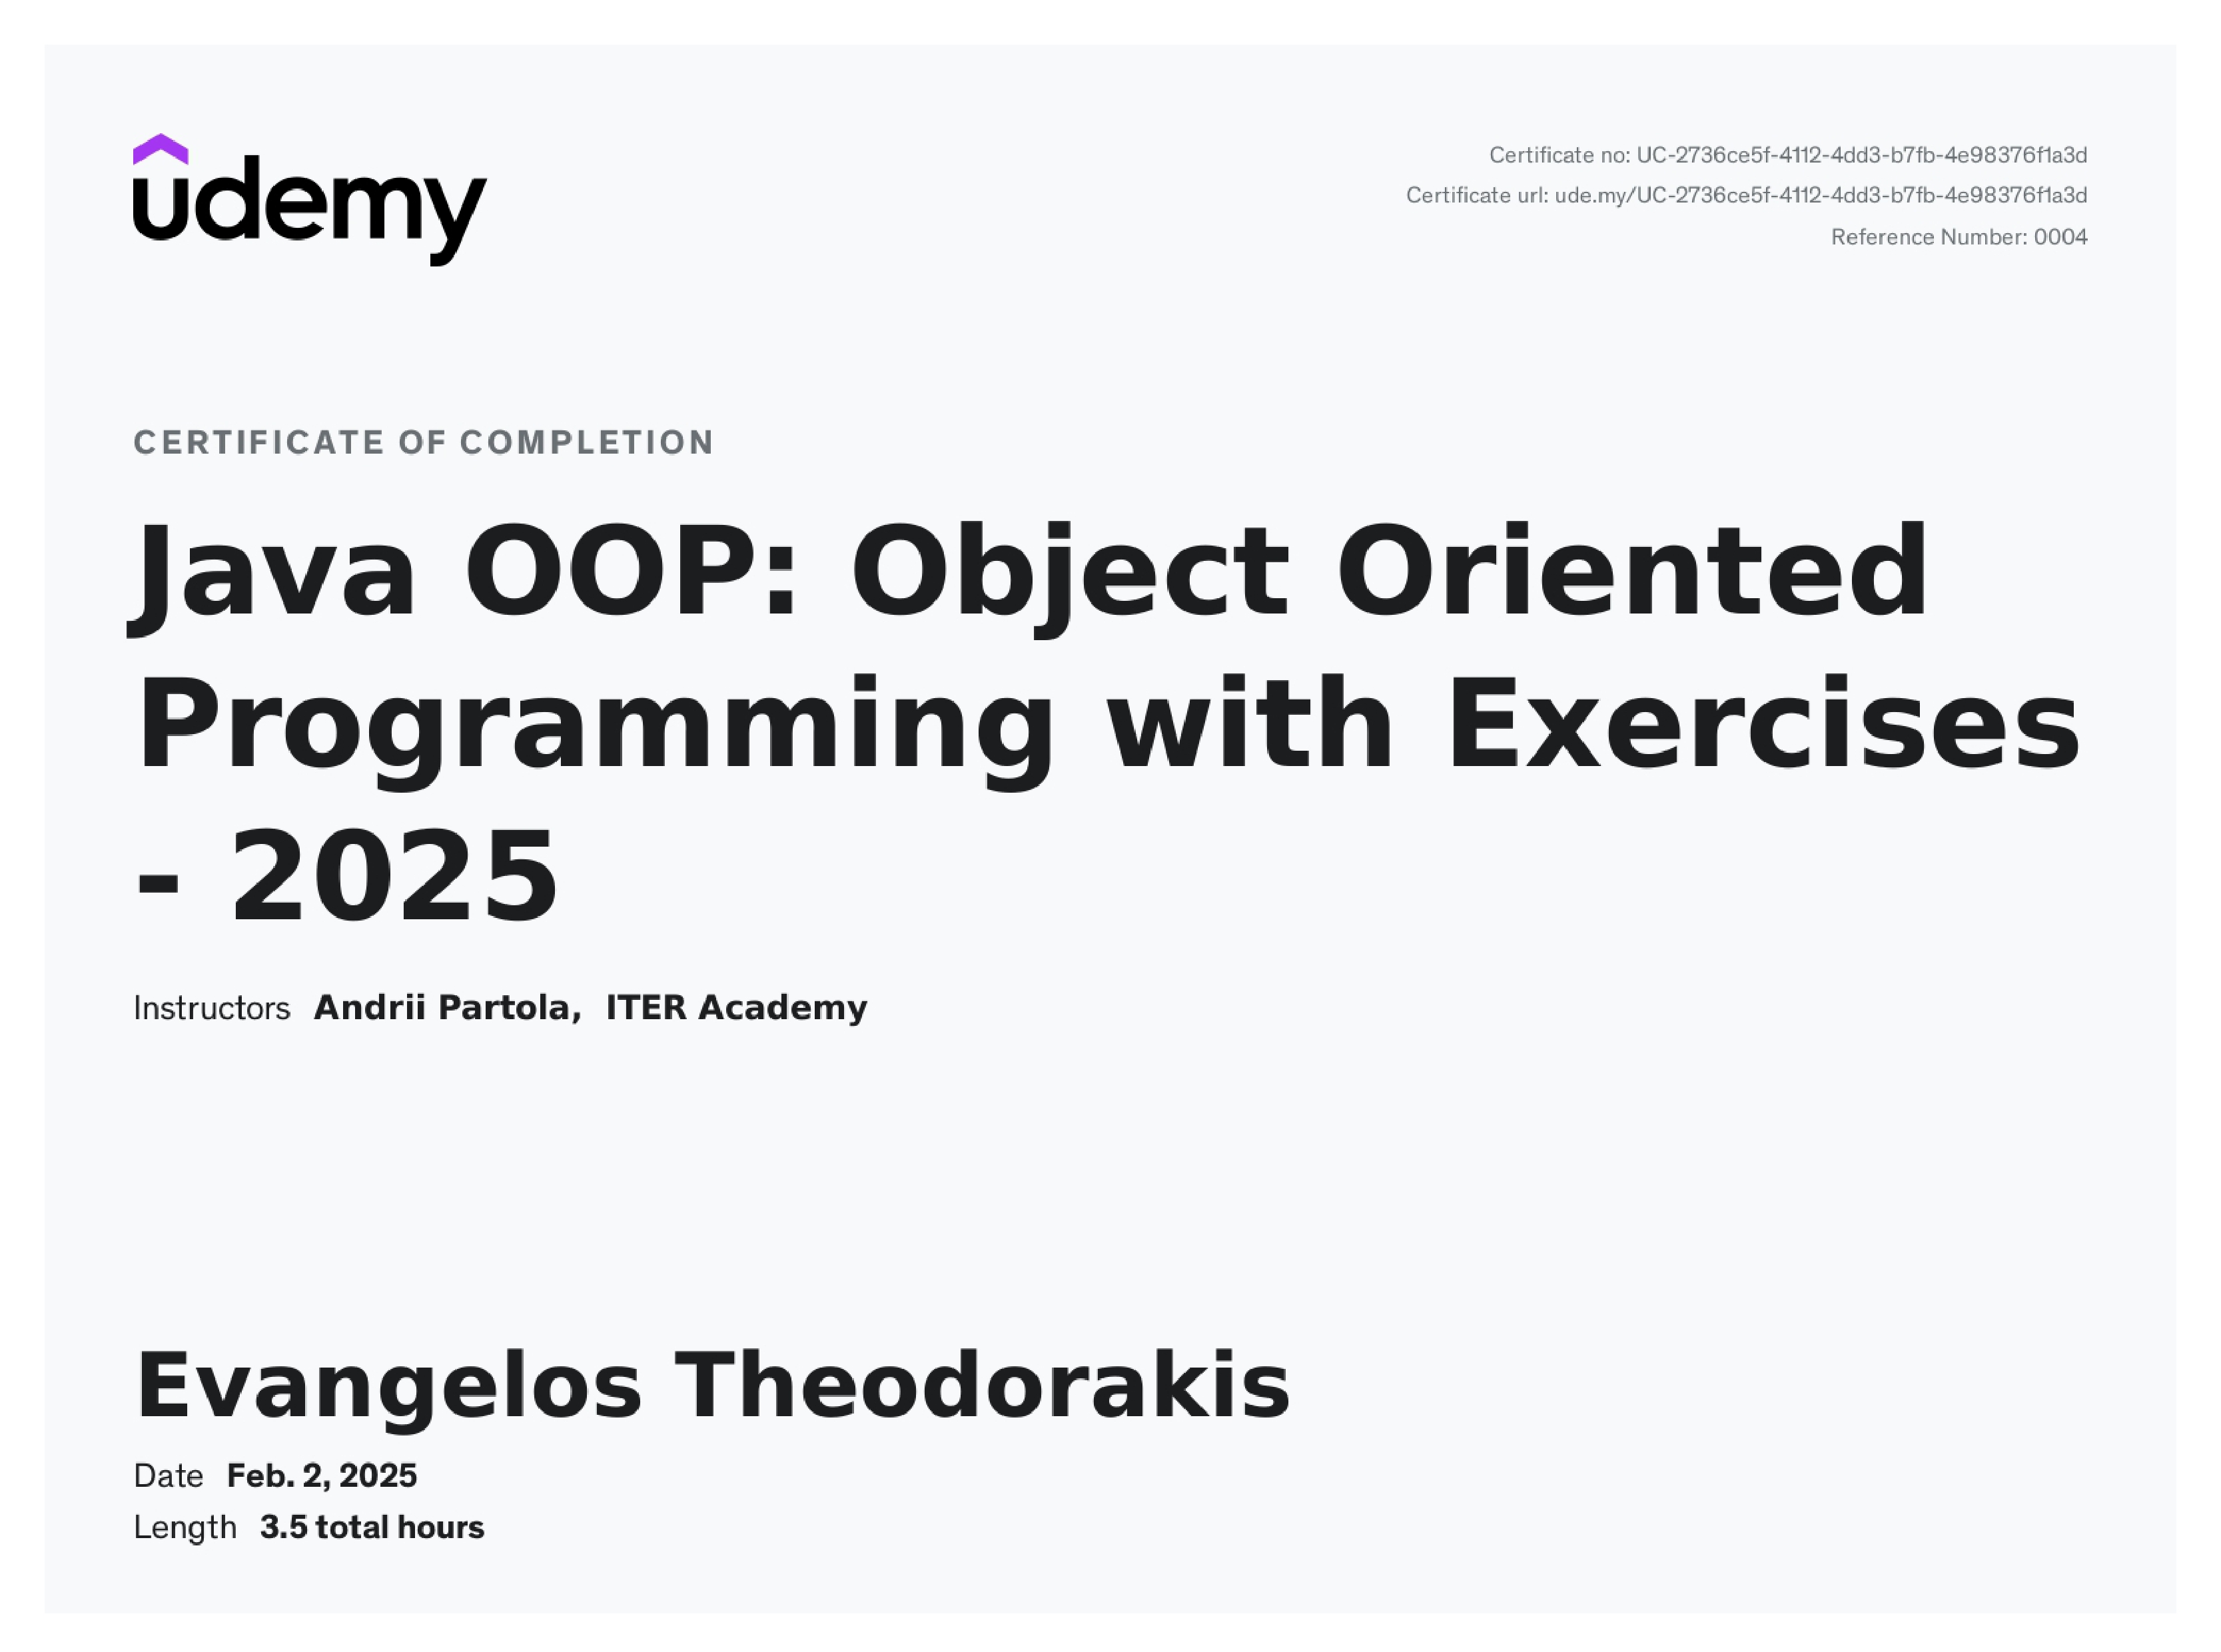 udemy
Certificate no: UC-2736ce5f-4112-4dd3-b7fb-4e98376f1a3d
Certificate url: ude.my/UC-2736ce5f-4112-4dd3-b7fb-4e98376f1a3d
Reference Number: 0004
CERTIFICATE OF COMPLETION
Java OOP: Object Oriented
Programming with Exercises
- 2025
Instructors Andrii Partola, ITER Academy
Evangelos Theodorakis
Date Feb. 2, 2025
Length 3.5 total hours